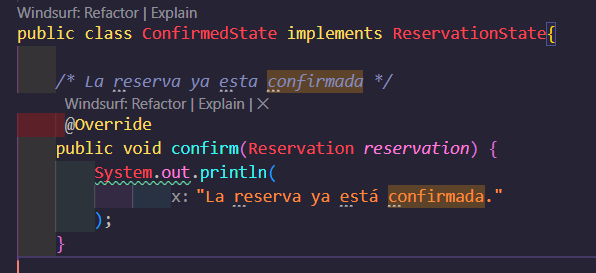 Windsurf: Refactor | Explain
public class ConfirmedState implements ReservationState{
/* La reserva ya esta confirmada */
Windsurf: Refactor | Explain | ×
@Override
public void confirm(Reservation reservation) {
System.out.println(
x: "La reserva ya está confirmada."
);
}